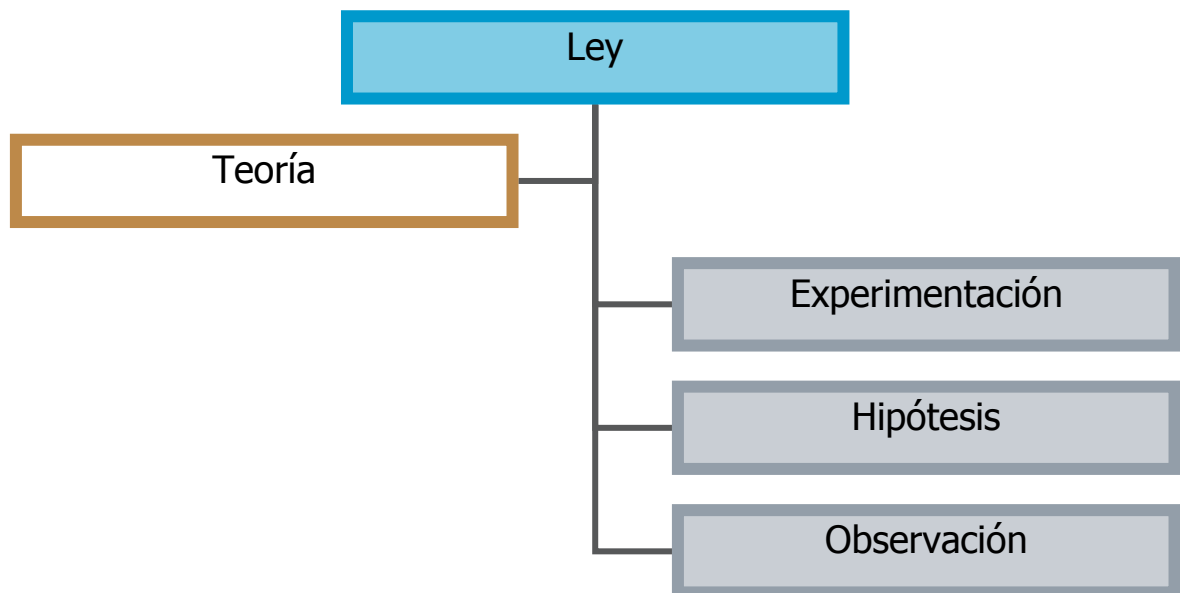 Ley
Teoría
Experimentación
Hipótesis
Observación